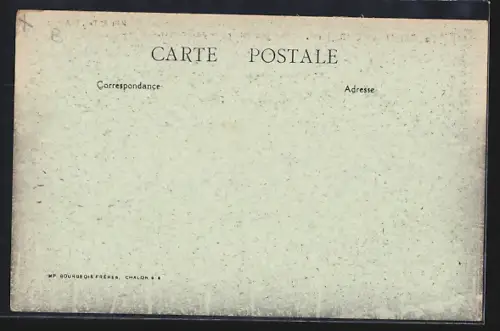 CARTE POSTALE
Correspondance Adresse
IMP. BOURGEOIS FRÈRES, CHALON S. S.